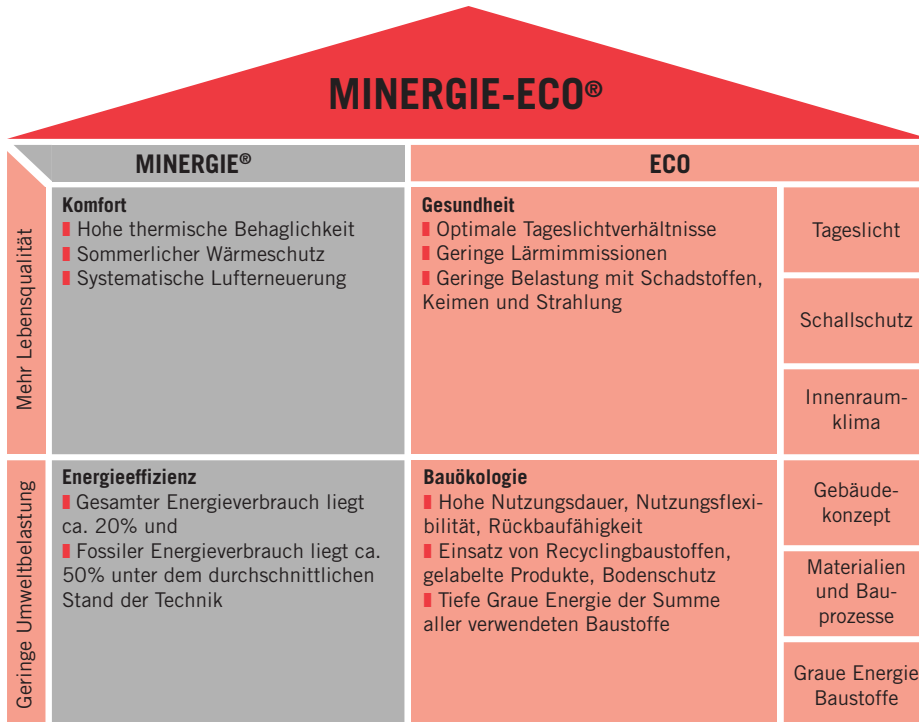 MINERGIE-ECO®
MINERGIE®
ECO
Mehr Lebensqualität
Komfort
Hohe thermische Behaglichkeit
Sommerlicher Wärmeschutz
Systematische Lufterneuerung
Gesundheit
Optimale Tageslichtverhältnisse
Geringe Lärmimmissionen
Geringe Belastung mit Schadstoffen,
Keimen und Strahlung
Tageslicht
Schallschutz
Innenraum-
klima
Geringe Umweltbelastung
Energieeffizienz
Gesamter Energieverbrauch liegt
ca. 20% und
Fossiler Energieverbrauch liegt ca.
50% unter dem durchschnittlichen
Stand der Technik
Bauökologie
Hohe Nutzungsdauer, Nutzungsflexi-
bilität, Rückbaufähigkeit
Einsatz von Recyclingbaustoffen,
gelabelte Produkte, Bodenschutz
Tiefe Graue Energie der Summe
aller verwendeten Baustoffe
Gebäude-
konzept
Materialien
und Bau-
prozesse
Graue Energie
Baustoffe